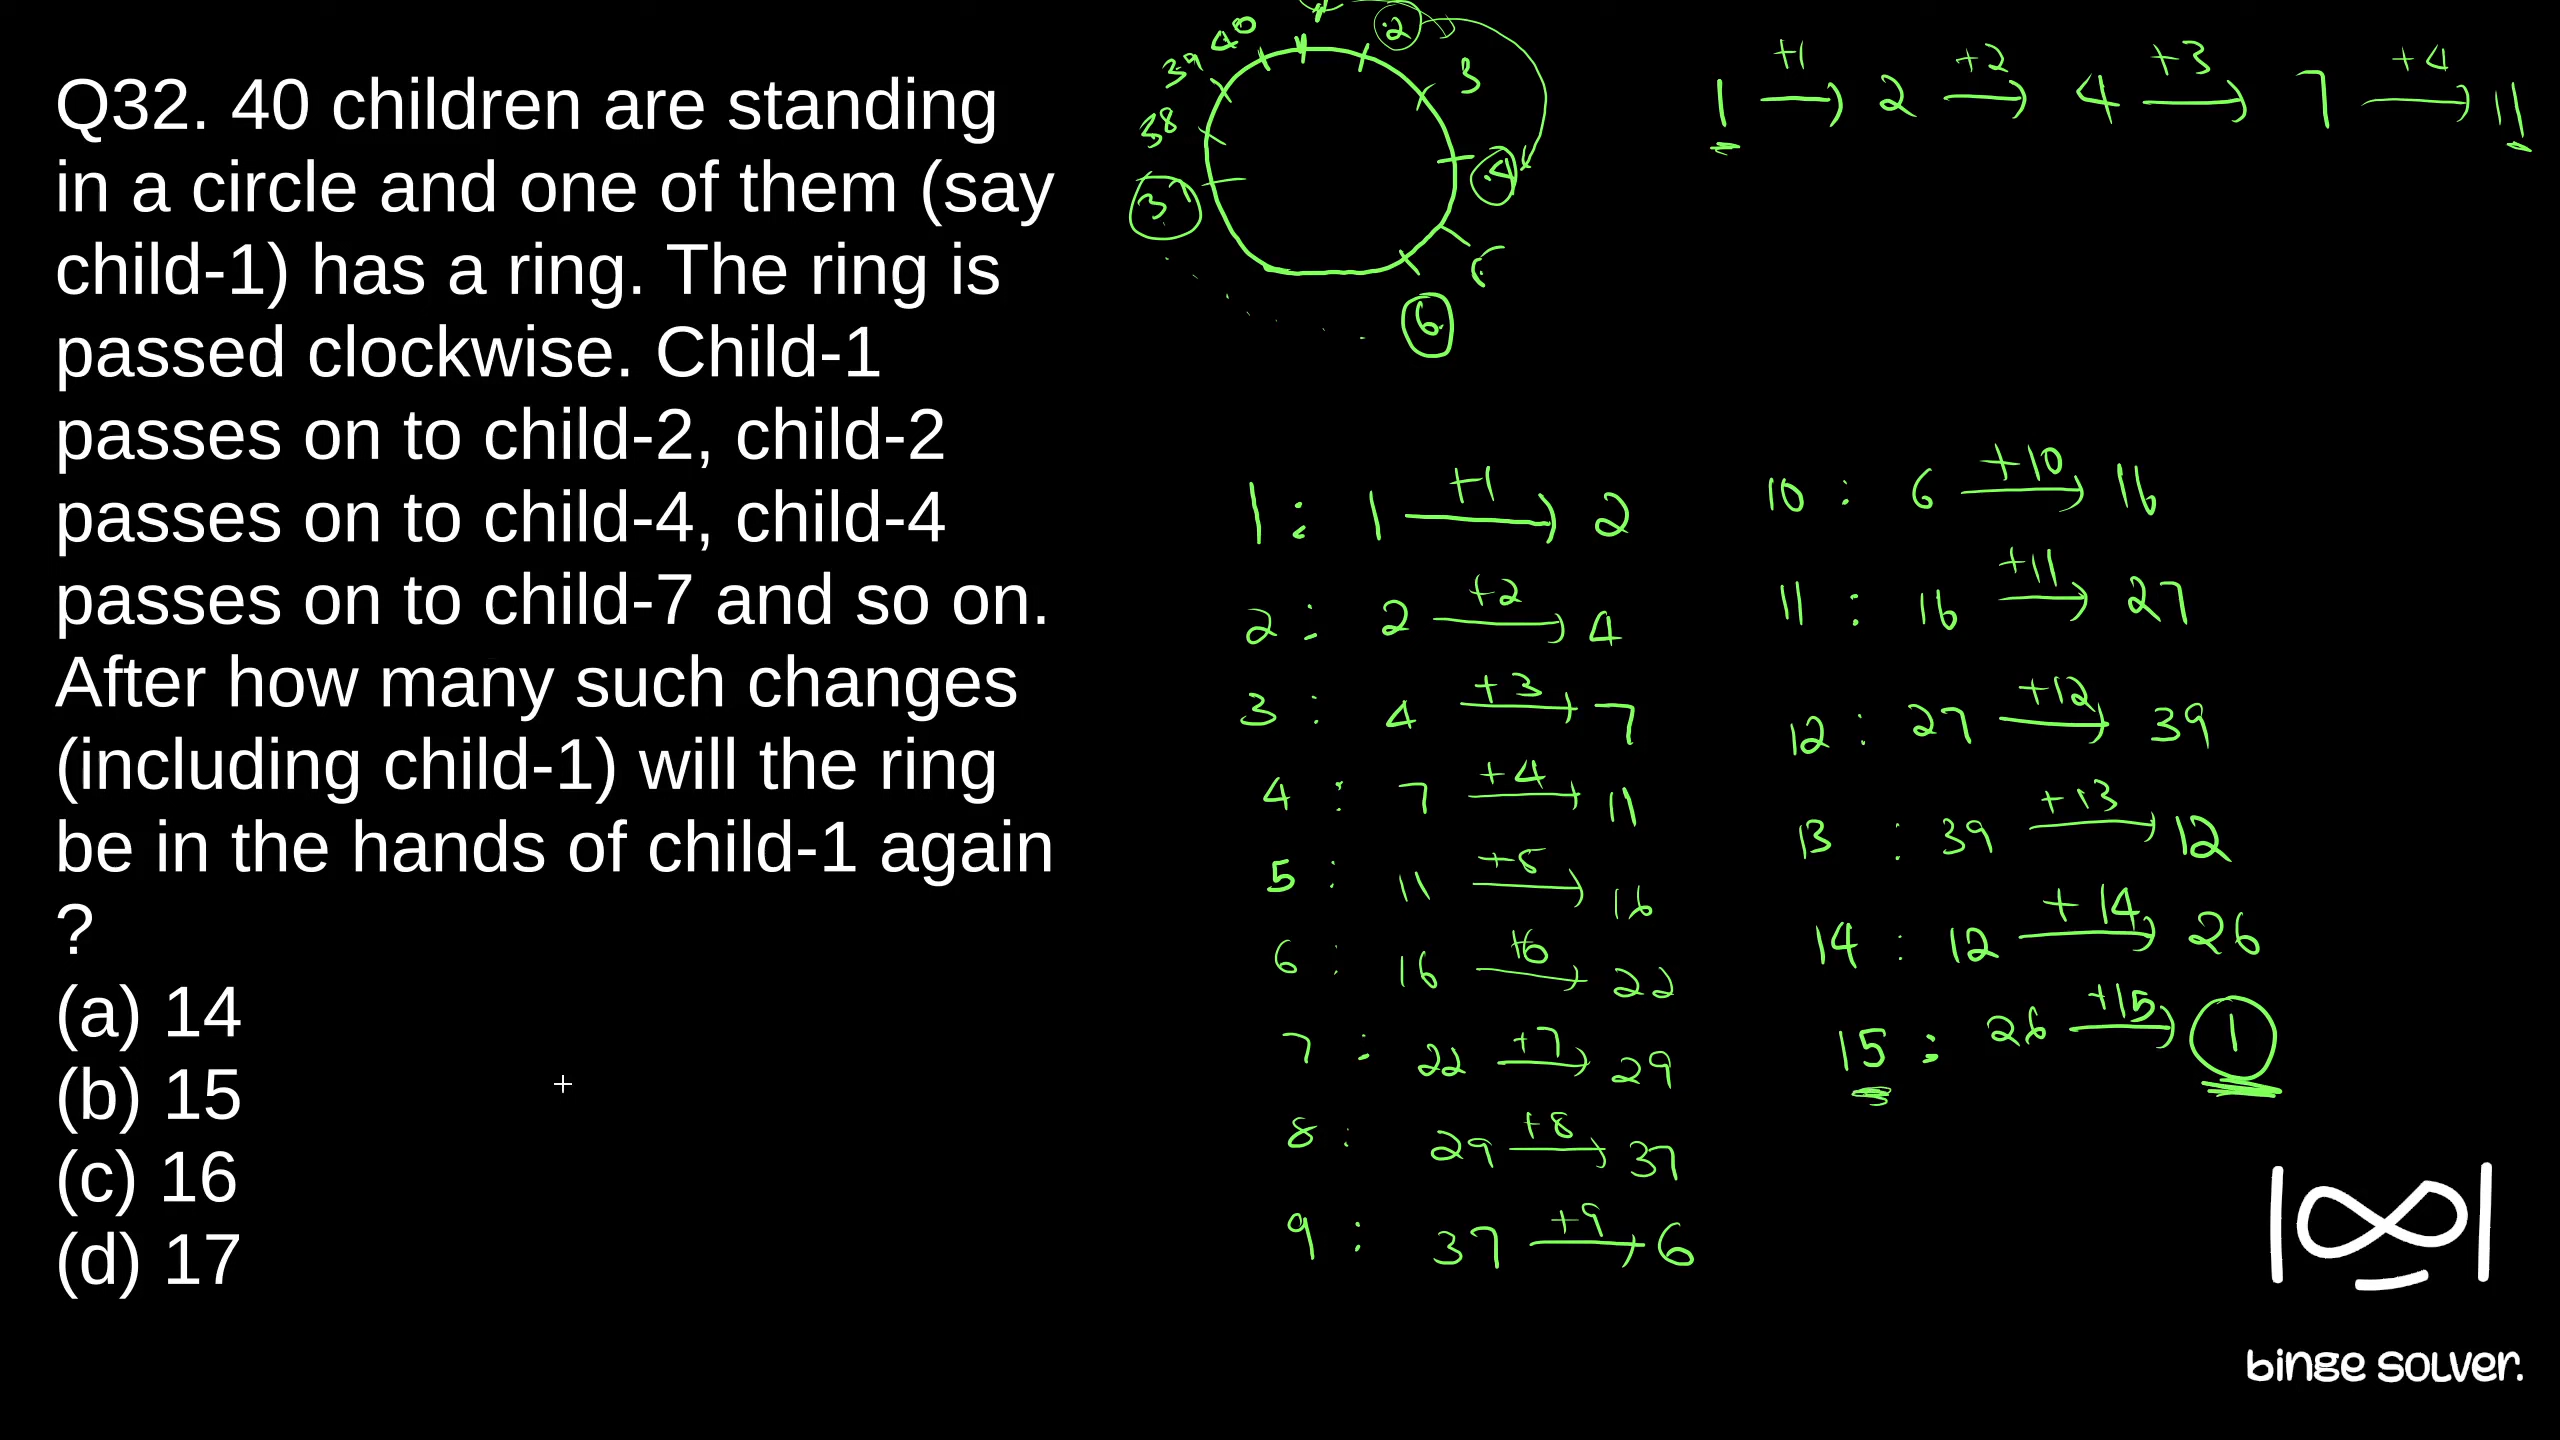 Q32. 40 children are standing
in a circle and one of them (say
child-1) has a ring. The ring is
passed clockwise. Child-1
passes on to child-2, child-2
passes on to child-4, child-4
passes on to child-7 and so on.
After how many such changes
(including child-1) will the ring
be in the hands of child-1 again
?
(a) 14
(b) 15
(c) 16
(d) 17
38 39 40 2 3 4 6
+1 +2 +3 +4
1 → 2 → 4 → 7 → 11
1 : 1 +1→ 2
2 : 2 +2→ 4
3 : 4 +3→ 7
4 : 7 +4→ 11
5 : 11 +5→ 16
6 : 16 +6→ 22
7 : 22 +7→ 29
8 : 29 +8→ 37
9 : 37 +9→ 6
10 : 6 +10→ 16
11 : 16 +11→ 27
12 : 27 +12→ 39
13 : 39 +13→ 12
14 : 12 +14→ 26
15 : 26 +15→ 1
binge solver.